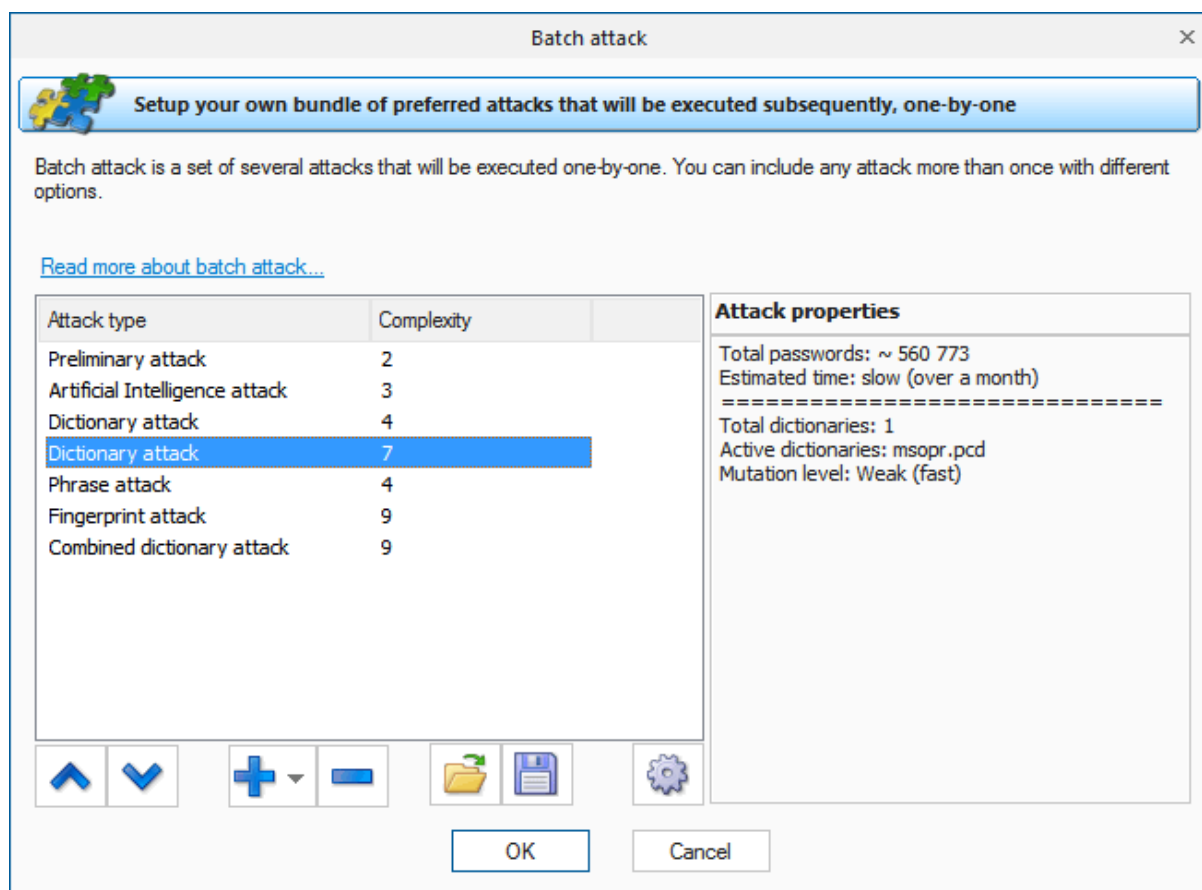 Batch attack
Setup your own bundle of preferred attacks that will be executed subsequently, one-by-one
Batch attack is a set of several attacks that will be executed one-by-one. You can include any attack more than once with different
options.
Read more about batch attack...
Attack type Complexity
Preliminary attack 2
Artificial Intelligence attack 3
Dictionary attack 4
Dictionary attack 7
Phrase attack 4
Fingerprint attack 9
Combined dictionary attack 9
Attack properties
Total passwords: ~ 560 773
Estimated time: slow (over a month)
==============================
Total dictionaries: 1
Active dictionaries: msopr.pcd
Mutation level: Weak (fast)
OK Cancel